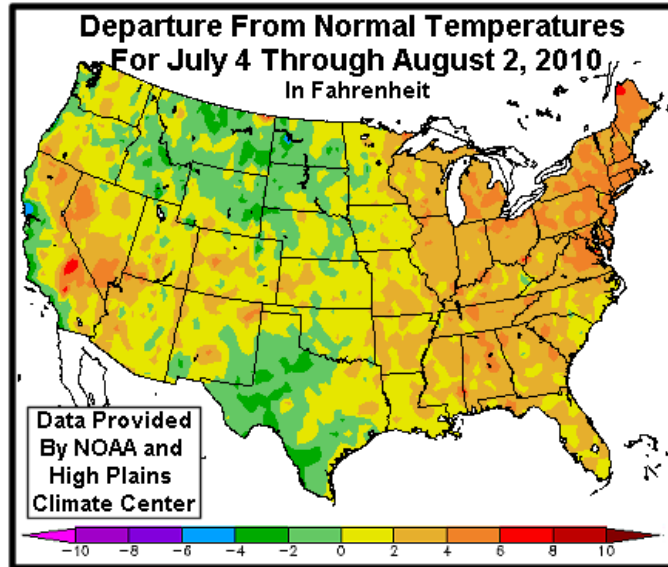 Departure From Normal Temperatures
For July 4 Through August 2, 2010
In Fahrenheit
Data Provided
By NOAA and
High Plains
Climate Center
-10 -8 -6 -4 -2 0 2 4 6 8 10